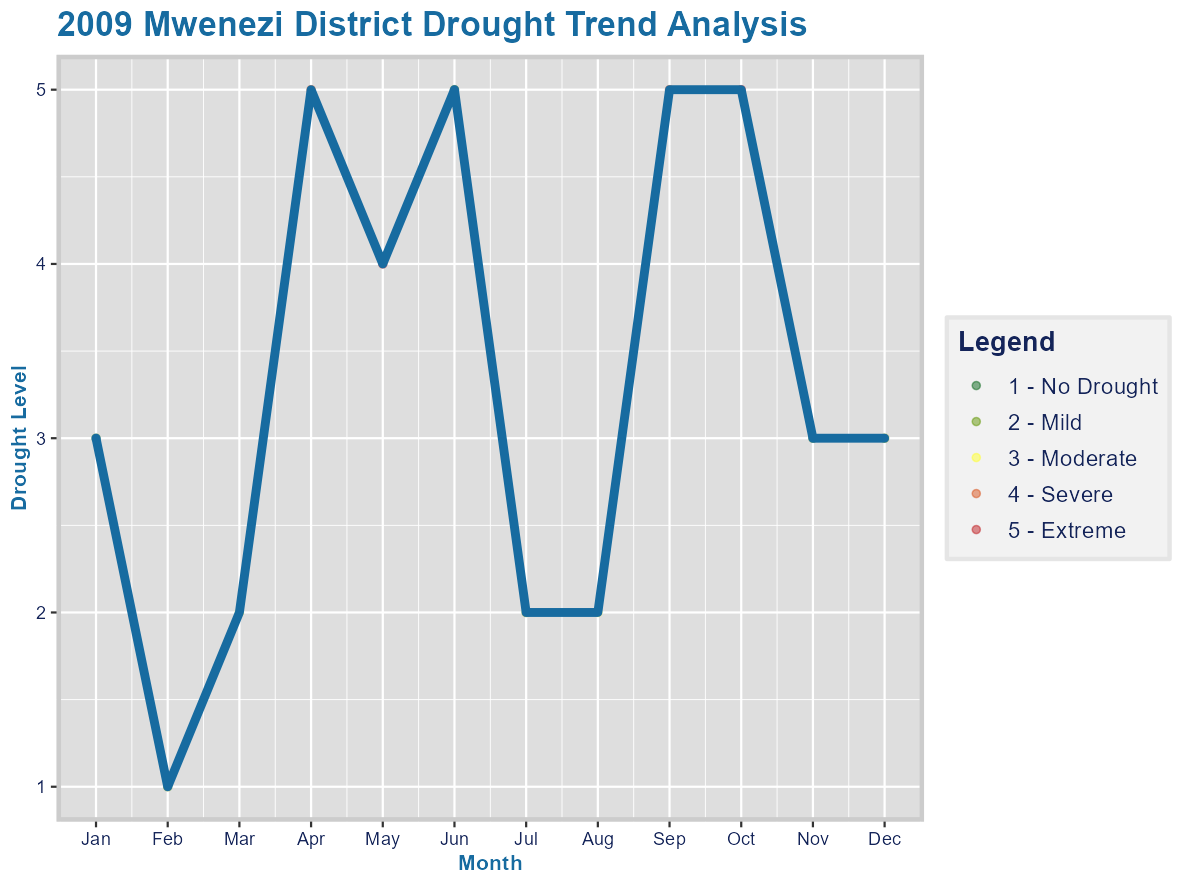 2009 Mwenezi District Drought Trend Analysis
5
4
3
2
1
Drought Level
Jan Feb Mar Apr May Jun Jul Aug Sep Oct Nov Dec
Month
Legend
1 - No Drought
2 - Mild
3 - Moderate
4 - Severe
5 - Extreme